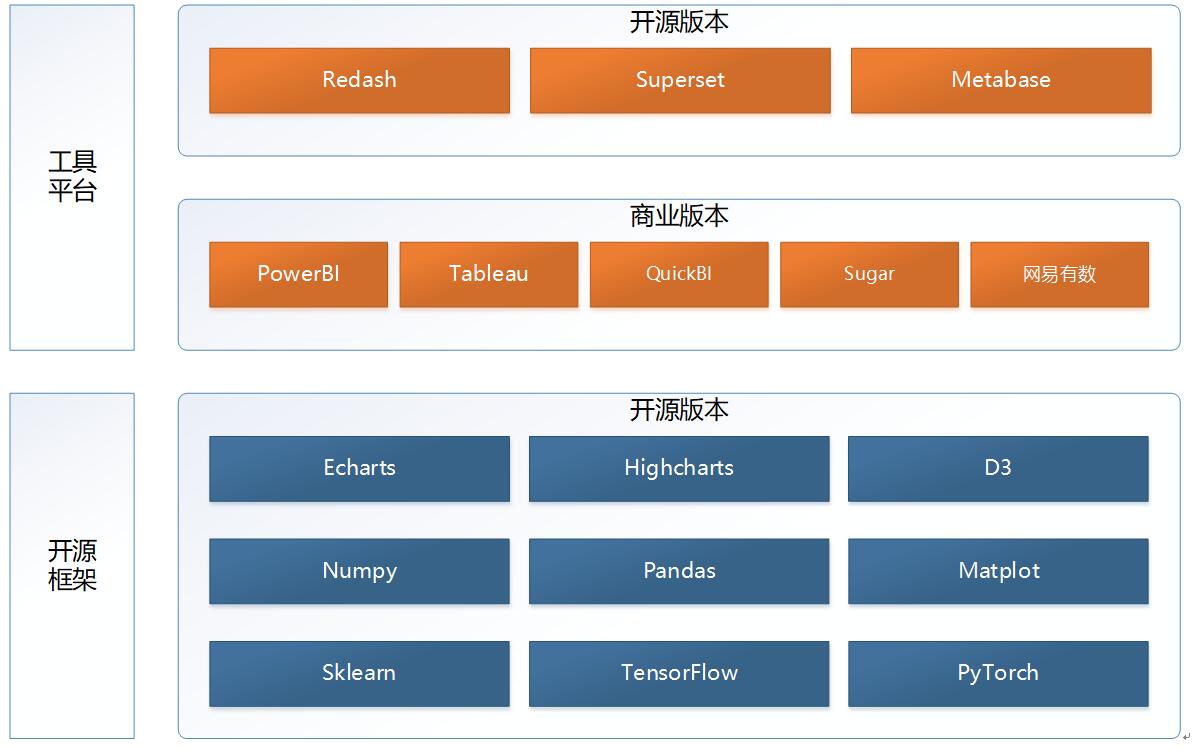 工具
平台
开源版本
Redash
Superset
Metabase
商业版本
PowerBI
Tableau
QuickBI
Sugar
网易有数
开源
框架
开源版本
Echarts
Highcharts
D3
Numpy
Pandas
Matplot
Sklearn
TensorFlow
PyTorch